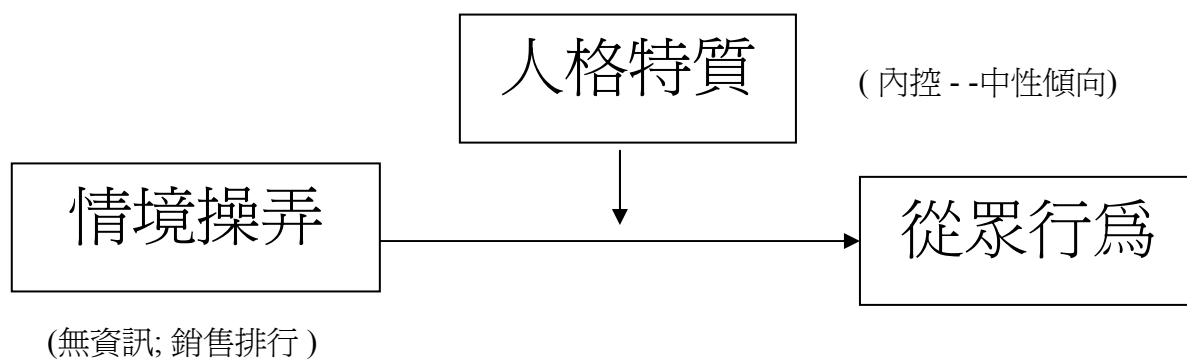 人格特質
( 內控 - -中性傾向)
情境操弄
從眾行為
(無資訊; 銷售排行 )